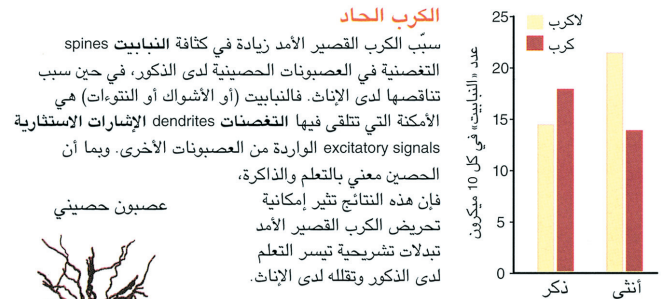 الكرب الحاد
سبّب الكرب القصير الأمد زيادة في كثافة النبابيت spines
التغصنية في العصبونات الحصينية لدى الذكور، في حين سبب
تناقصها لدى الإناث. فالنبابيت (أو الأشواك أو النتوءات) هي
الأمكنة التي تتلقى فيها التغصنات dendrites الإشارات الاستثارية
excitatory signals الواردة من العصبونات الأخرى. وبما أن
الحصين معني بالتعلم والذاكرة،
فإن هذه النتائج تثير إمكانية
تحريض الكرب القصير الأمد
تبدلات تشريحية تيسر التعلم
لدى الذكور وتقلله لدى الإناث.
عصبون حصيني
لاكرب
كرب
عدد «النبابيت» في كل 10 ميكرون
25
20
15
10
5
0
ذكر
أنثى